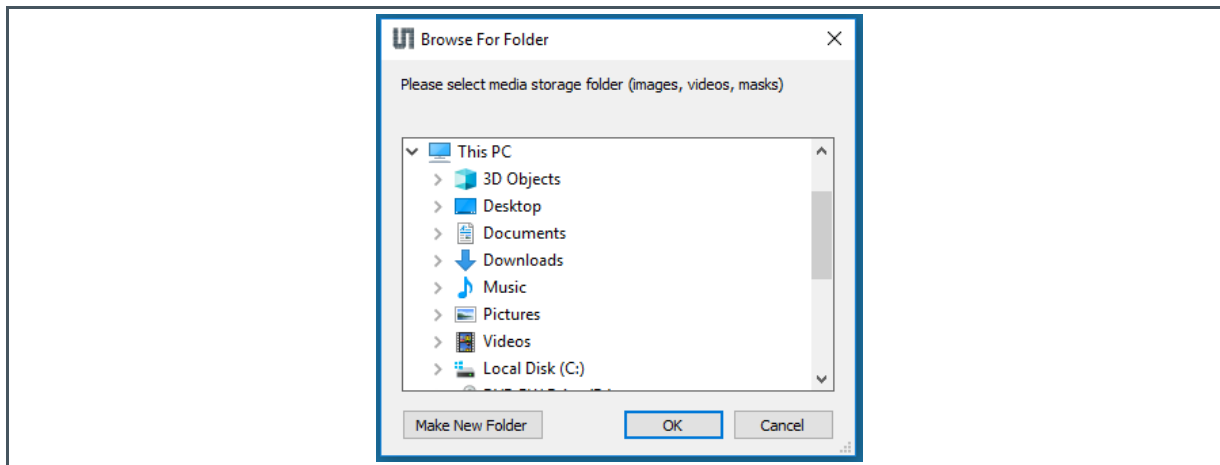 Browse For Folder
Please select media storage folder (images, videos, masks)
This PC
3D Objects
Desktop
Documents
Downloads
Music
Pictures
Videos
Local Disk (C:)
Make New Folder OK Cancel